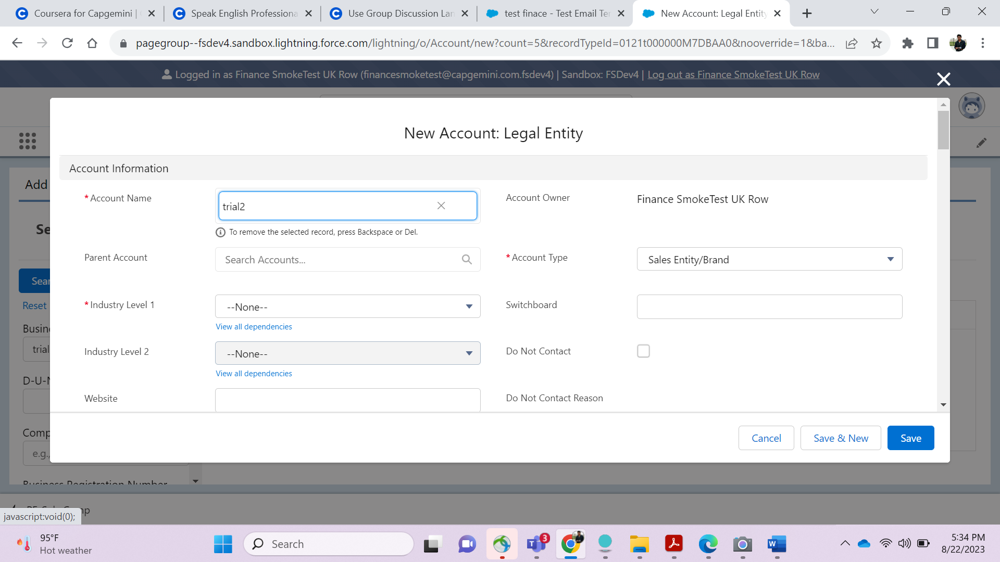 Coursera for Capgemini |
Speak English Professiona
Use Group Discussion Lan
test finace - Test Email Ter
New Account: Legal Entity
pagegroup--fsdev4.sandbox.lightning.force.com/lightning/o/Account/new?count=5&recordTypeId=0121t000000M7DBAA0&nooverride=1&ba...
Logged in as Finance SmokeTest UK Row (financesmoketest@capgemini.com.fsdev4) | Sandbox: FSDev4 | Log out as Finance SmokeTest UK Row
New Account: Legal Entity
Account Information
Add
*Account Name
trial2
Account Owner
Finance SmokeTest UK Row
Se
To remove the selected record, press Backspace or Del.
Parent Account
Search Accounts...
*Account Type
Sales Entity/Brand
Sear
Reset
*Industry Level 1
--None--
Switchboard
View all dependencies
Busine
trial
Industry Level 2
--None--
Do Not Contact
View all dependencies
D-U-N
Website
Do Not Contact Reason
Comp
e.g.,
Cancel
Save & New
Save
Business Registration Number
javascript:void(0);
95°F
Hot weather
Search
3
5:34 PM
8/22/2023